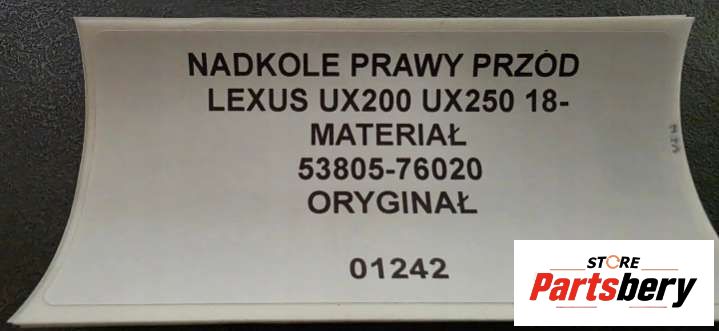 NADKOLE PRAWY PRZÓD
LEXUS UX200 UX250 18-
MATERIAŁ
53805-76020
ORYGINAŁ
01242
STORE
Partsbery